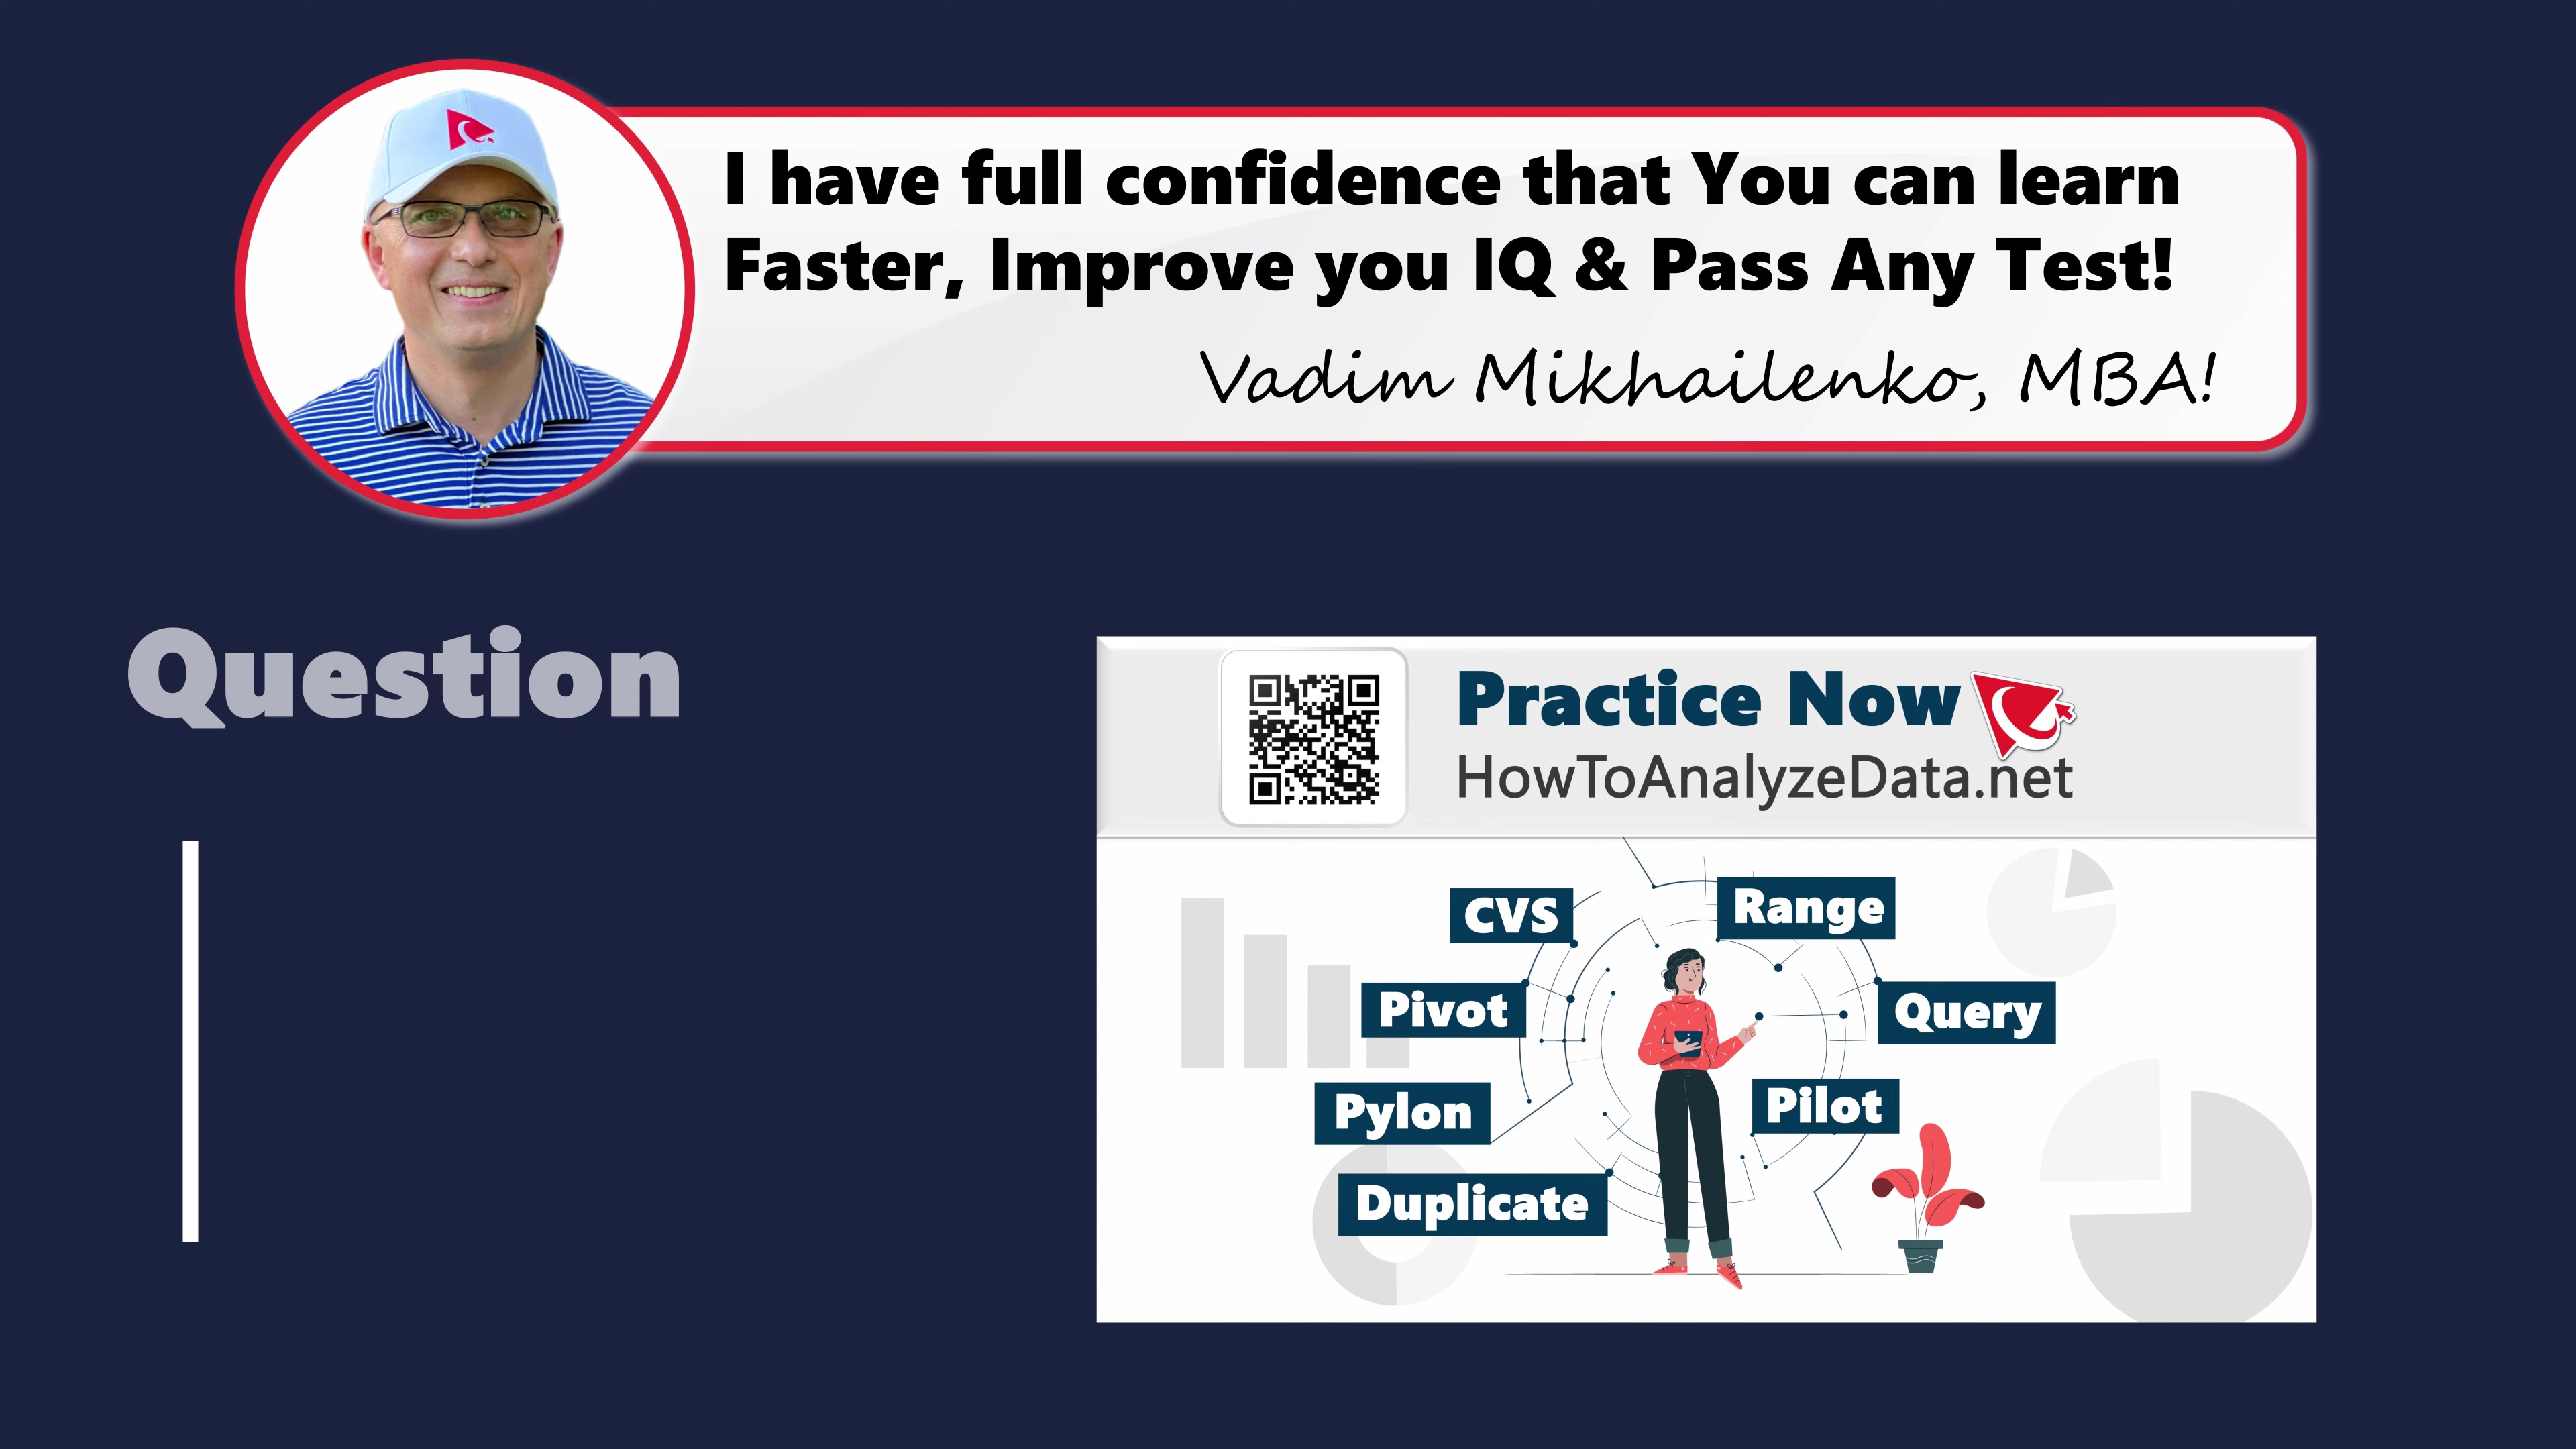 I have full confidence that You can learn
Faster, Improve you IQ & Pass Any Test!
Vadim Mikhailenko, MBA!
Question
Practice Now
HowToAnalyzeData.net
CVS
Range
Pivot
Query
Pylon
Pilot
Duplicate